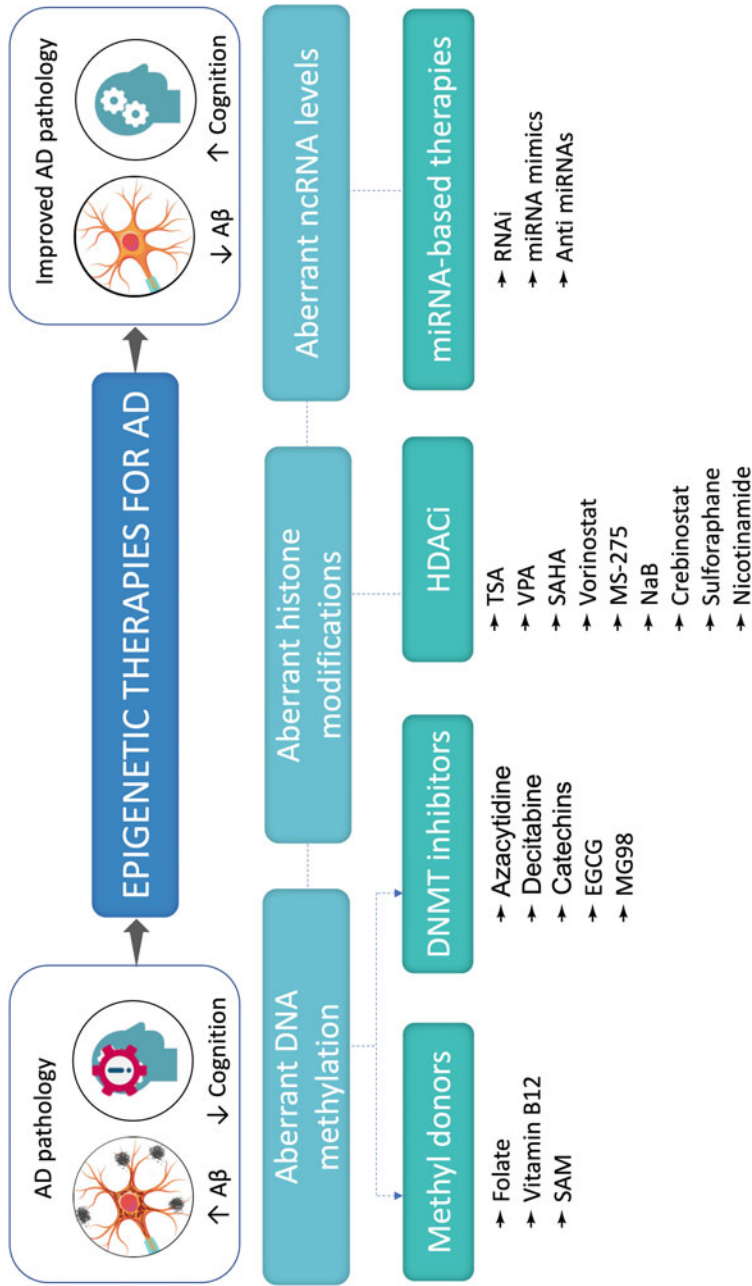 AD pathology
↑ Aβ
↓ Cognition
EPIGENETIC THERAPIES FOR AD
Improved AD pathology
↓ Aβ
↑ Cognition
Aberrant DNA
methylation
Aberrant histone
modifications
Aberrant ncRNA levels
Methyl donors
➛ Folate
➛ Vitamin B12
➛ SAM
DNMT inhibitors
➛ Azacytidine
➛ Decitabine
➛ Catechins
➛ EGCG
➛ MG98
HDACi
➛ TSA
➛ VPA
➛ SAHA
➛ Vorinostat
➛ MS-275
➛ NaB
➛ Crebinostat
➛ Sulforaphane
➛ Nicotinamide
miRNA-based therapies
➛ RNAi
➛ miRNA mimics
➛ Anti miRNAs